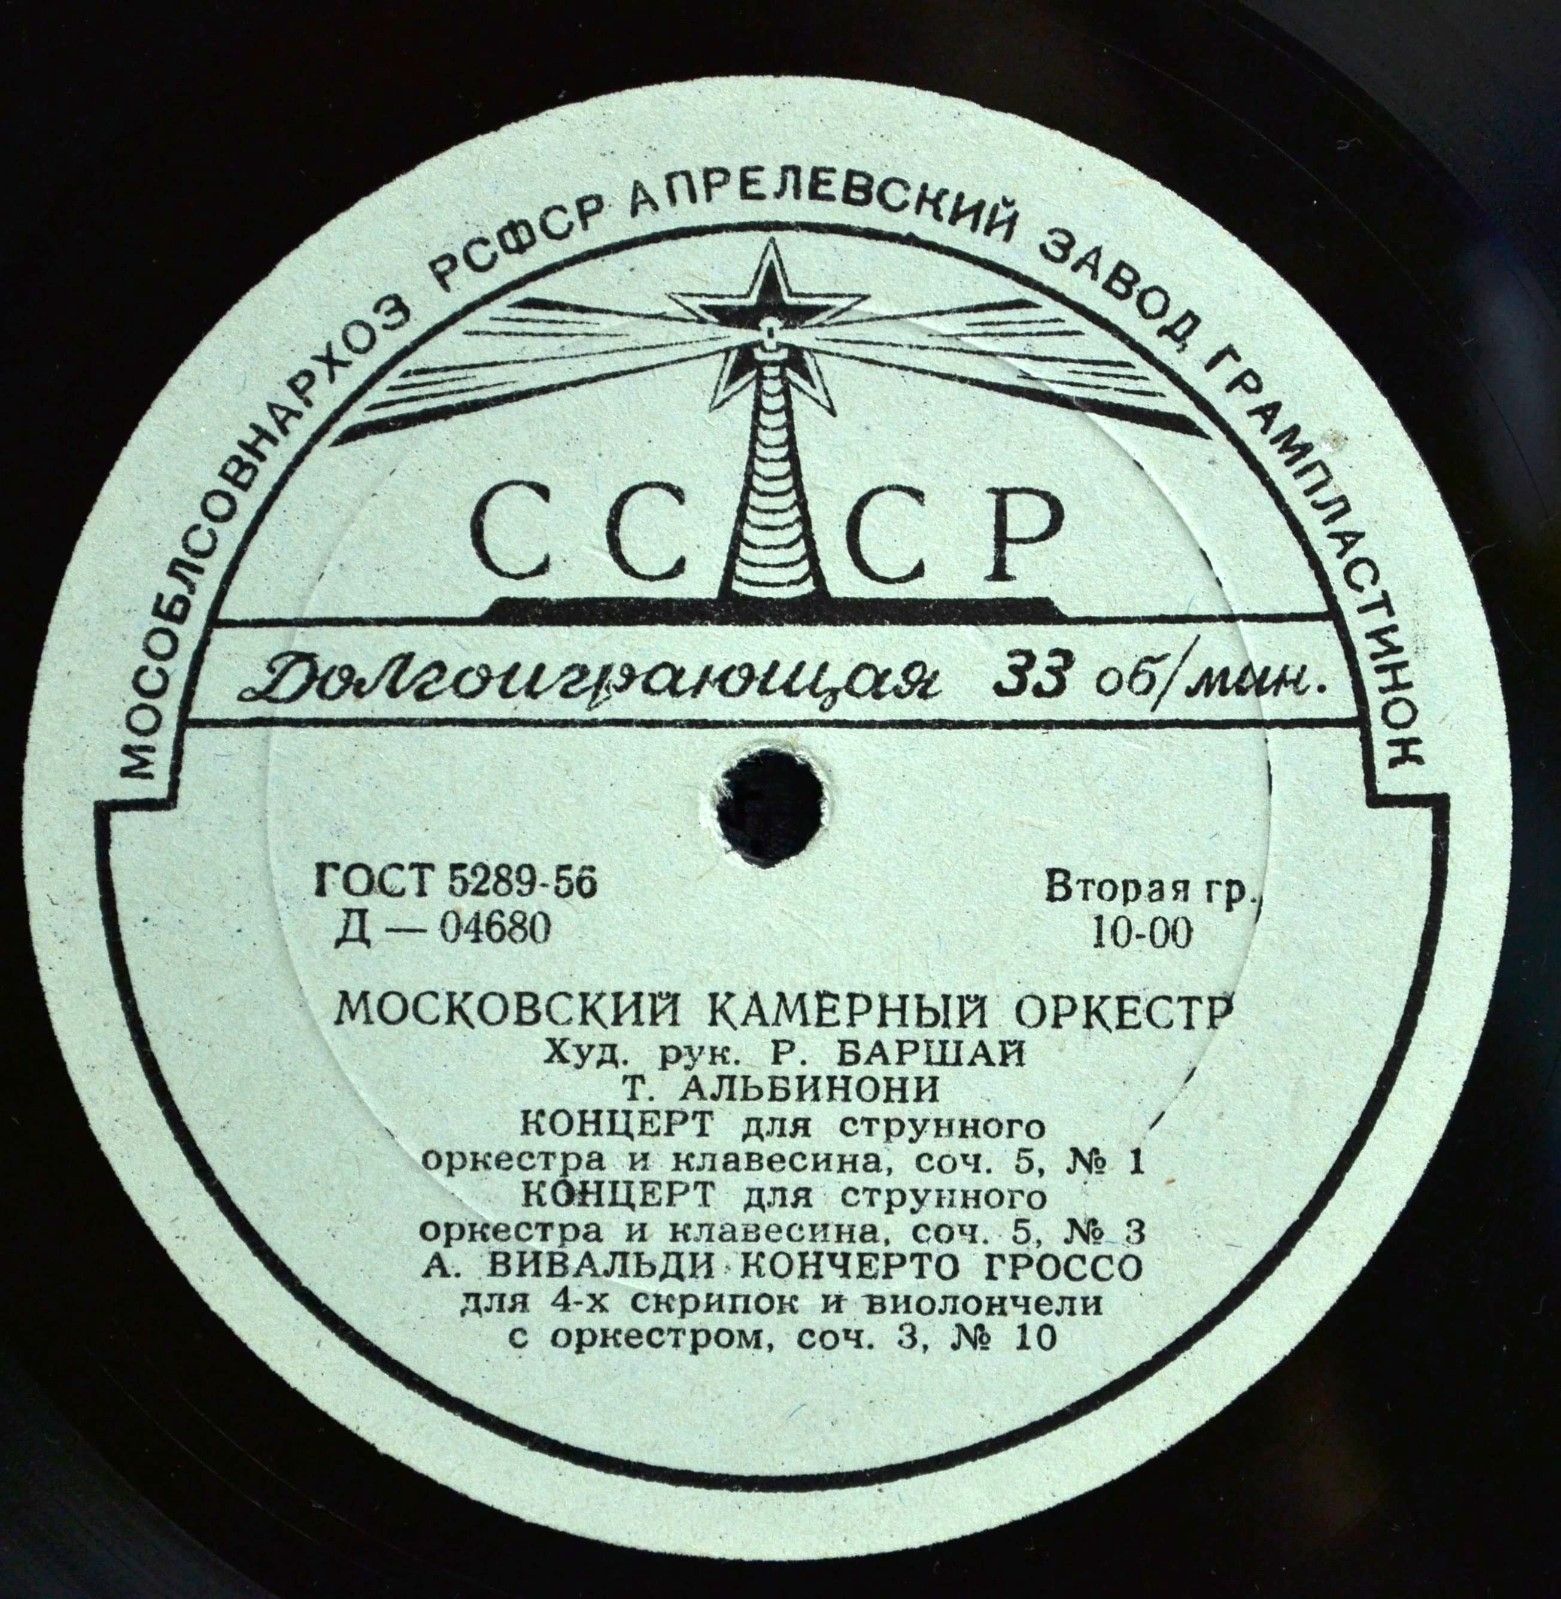 МОСОБЛСОВНАРХОЗ РСФСР АПРЕЛЕВСКИЙ ЗАВОД ГРАМПЛАСТИНОК
СССР
Долгоиграющая 33 об/мин.
ГОСТ 5289-56 Вторая гр.
Д — 04680 10-00
МОСКОВСКИЙ КАМЕРНЫЙ ОРКЕСТР
Худ. рук. Р. БАРШАЙ
Т. АЛЬБИНОНИ
КОНЦЕРТ для струнного
оркестра и клавесина, соч. 5, № 1
КОНЦЕРТ для струнного
оркестра и клавесина, соч. 5, № 3
А. ВИВАЛЬДИ КОНЧЕРТО ГРОССО
для 4-х скрипок и виолончели
с оркестром, соч. 3, № 10